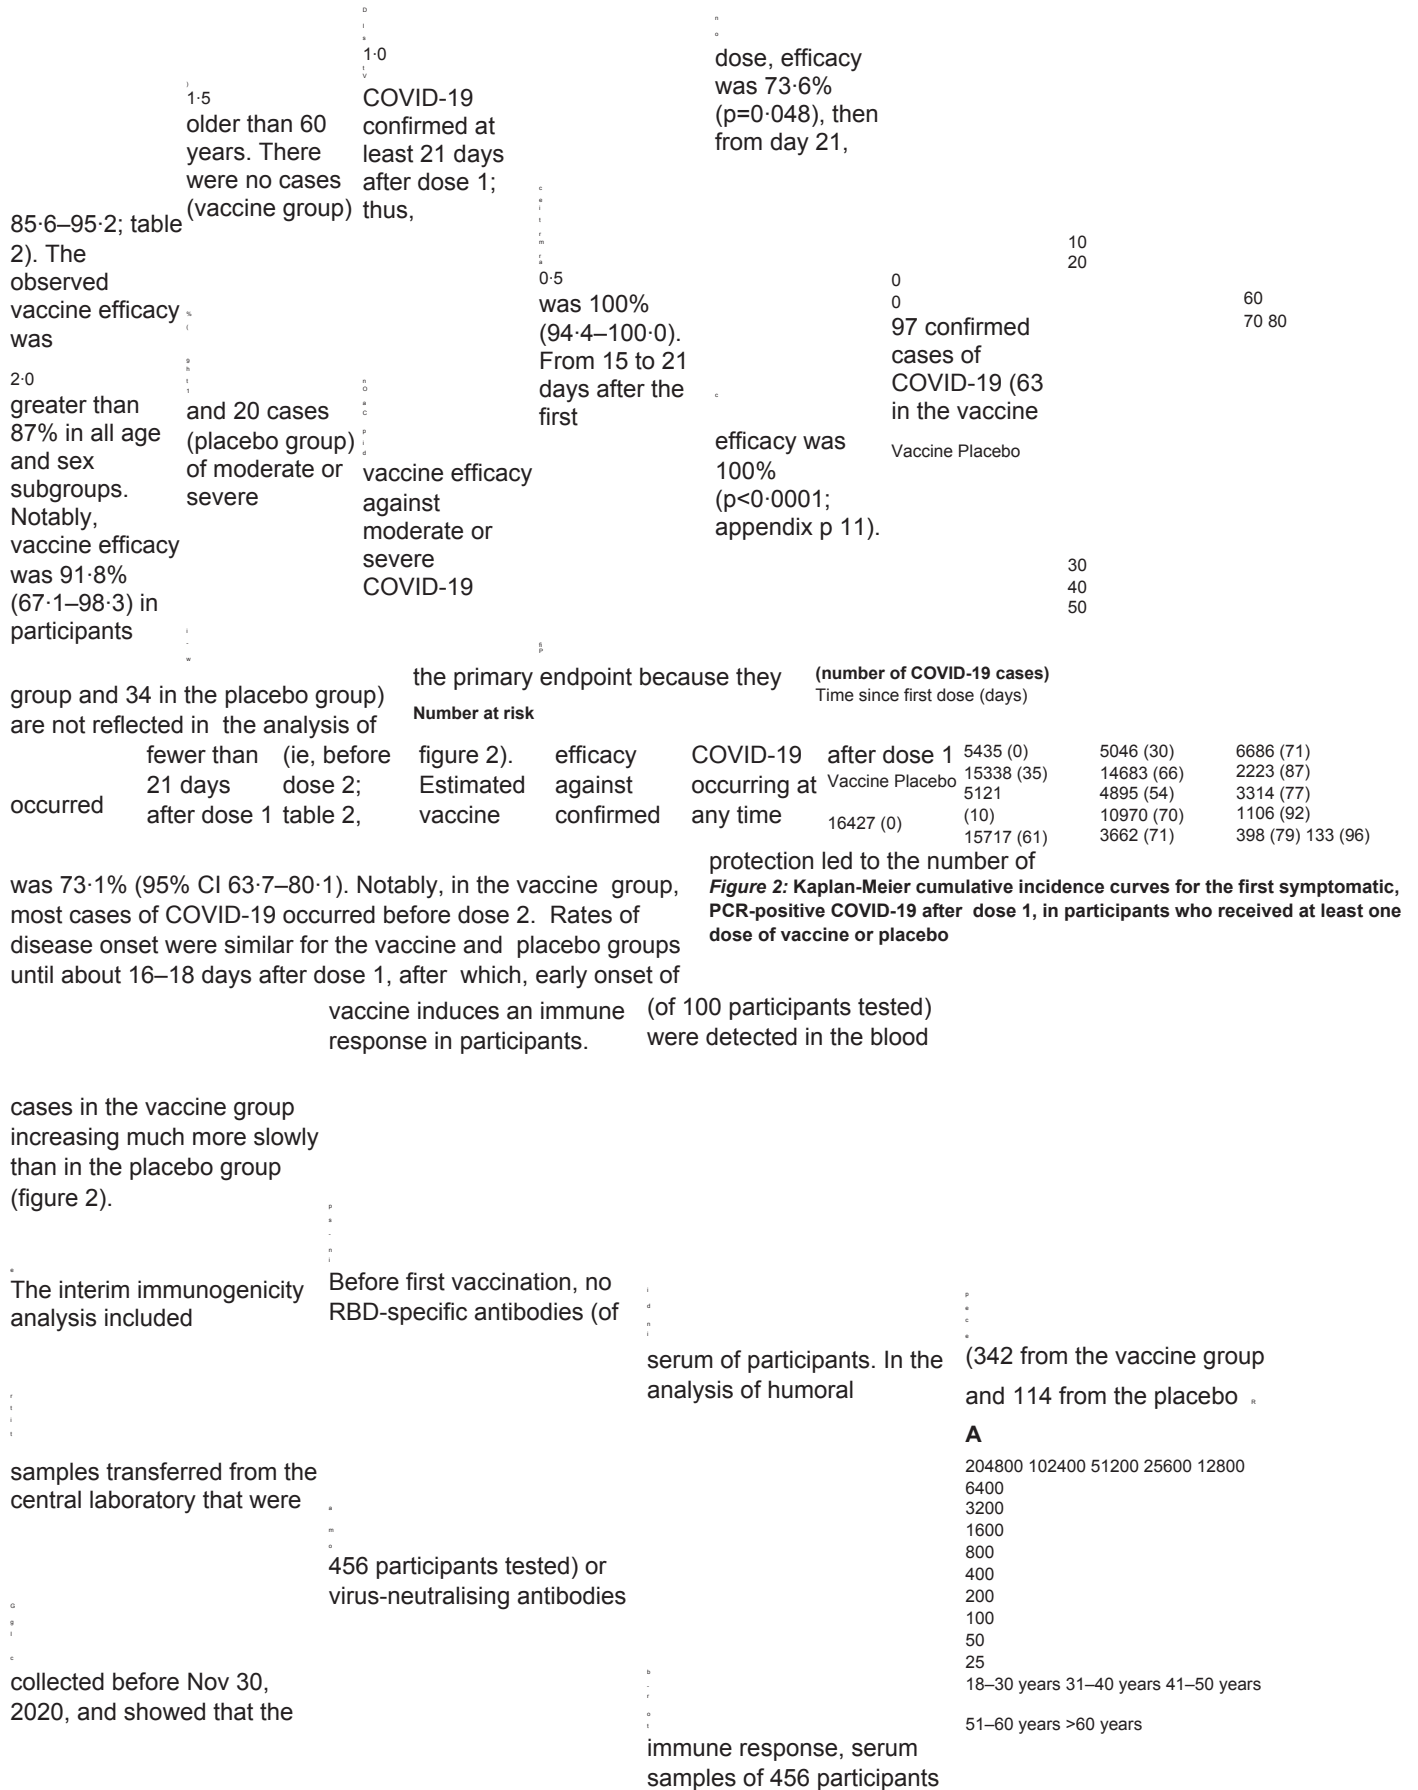 85·6–95·2; table
2). The
observed
vaccine efficacy
was
2·0
greater than
87% in all age
and sex
subgroups.
Notably,
vaccine efficacy
was 91·8%
(67·1–98·3) in
participants
1·5
older than 60
years. There
were no cases
(vaccine group)
and 20 cases
(placebo group)
of moderate or
severe
1·0
COVID-19
confirmed at
least 21 days
after dose 1;
thus,
vaccine efficacy
against
moderate or
severe
COVID-19
0·5
was 100%
(94·4–100·0).
From 15 to 21
days after the
first
dose, efficacy
was 73·6%
(p=0·048), then
from day 21,
efficacy was
100%
(p<0·0001;
appendix p 11).
0
0
97 confirmed
cases of
COVID-19 (63
in the vaccine
Vaccine Placebo
10
20
30
40
50
60
70 80
group and 34 in the placebo group)
are not reflected in the analysis of
the primary endpoint because they
Number at risk
(number of COVID-19 cases)
Time since first dose (days)
occurred
fewer than
21 days
after dose 1
(ie, before
dose 2;
table 2,
figure 2).
Estimated
vaccine
efficacy
against
confirmed
COVID-19
occurring at
any time
after dose 1
Vaccine Placebo
16427 (0)
5435 (0)
15338 (35)
5121
(10)
15717 (61)
5046 (30)
14683 (66)
4895 (54)
10970 (70)
3662 (71)
6686 (71)
2223 (87)
3314 (77)
1106 (92)
398 (79) 133 (96)
was 73·1% (95% CI 63·7–80·1). Notably, in the vaccine group,
most cases of COVID-19 occurred before dose 2. Rates of
disease onset were similar for the vaccine and placebo groups
until about 16–18 days after dose 1, after which, early onset of
protection led to the number of
Figure 2: Kaplan-Meier cumulative incidence curves for the first symptomatic,
PCR-positive COVID-19 after dose 1, in participants who received at least one
dose of vaccine or placebo
cases in the vaccine group
increasing much more slowly
than in the placebo group
(figure 2).
The interim immunogenicity
analysis included
samples transferred from the
central laboratory that were
collected before Nov 30,
2020, and showed that the
vaccine induces an immune
response in participants.
Before first vaccination, no
RBD-specific antibodies (of
456 participants tested) or
virus-neutralising antibodies
(of 100 participants tested)
were detected in the blood
serum of participants. In the
analysis of humoral
immune response, serum
samples of 456 participants
(342 from the vaccine group
and 114 from the placebo
A
204800 102400 51200 25600 12800
6400
3200
1600
800
400
200
100
50
25
18–30 years 31–40 years 41–50 years
51–60 years >60 years